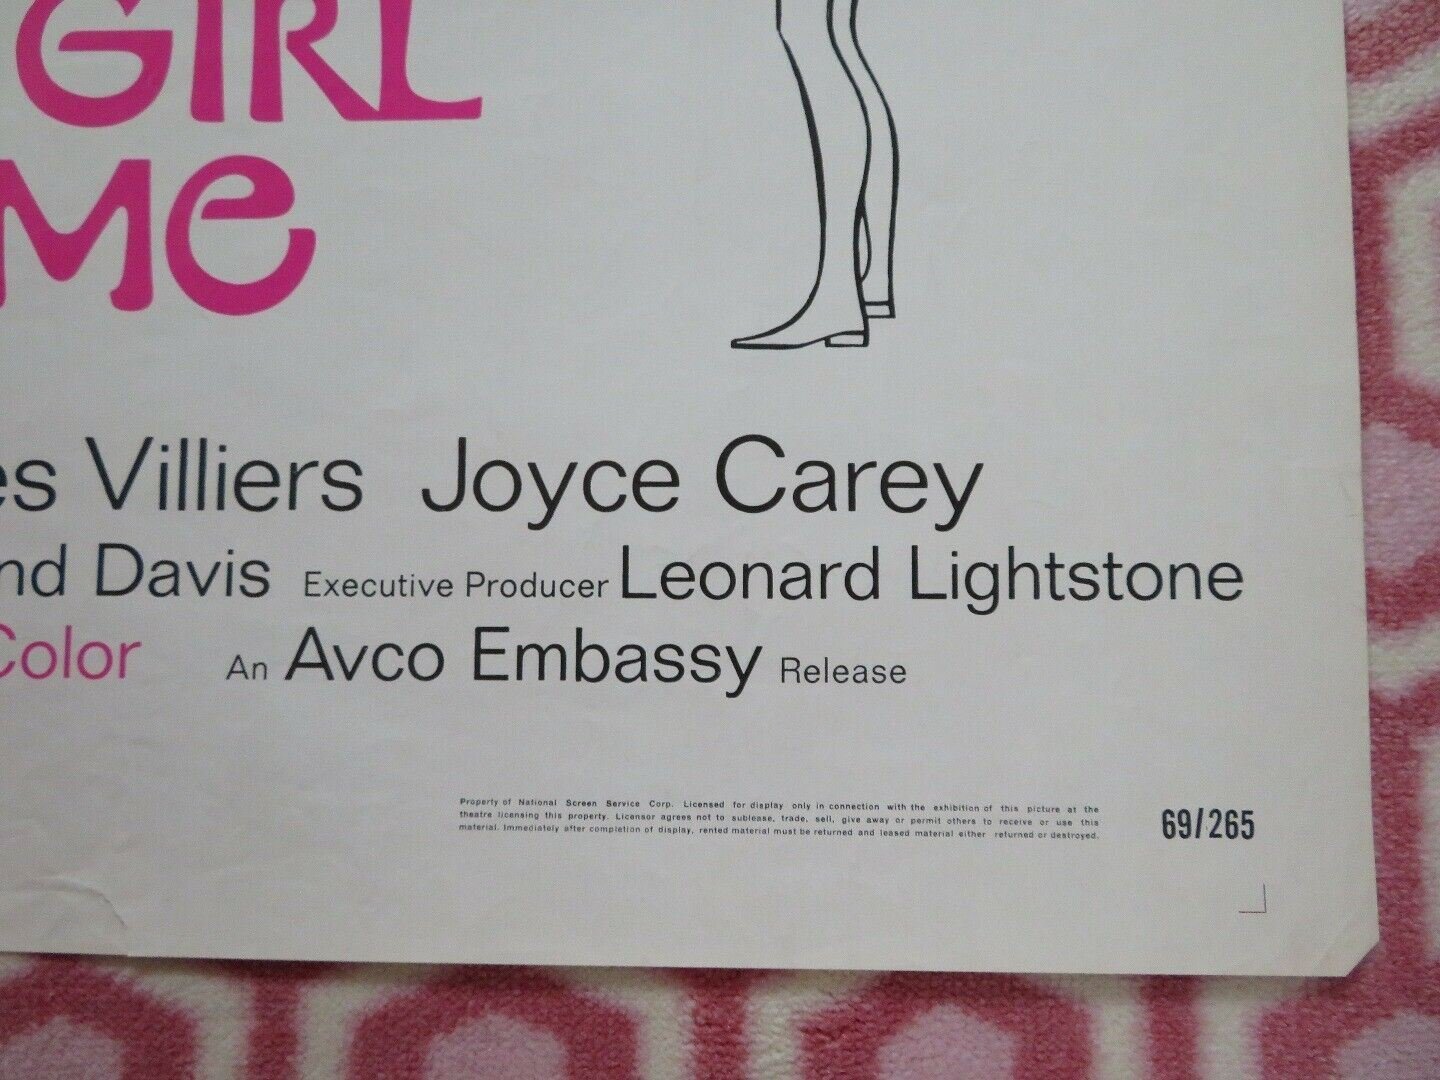 GIRL
ME
es Villiers Joyce Carey
nd Davis Executive Producer Leonard Lightstone
Color An Avco Embassy Release
Property of National Screen Service Corp. Licensed for display only in connection with the exhibition of this picture at the
theatre licensing this property. Licensor agrees not to sublease, trade, sell, give away or permit others to receive or use this
material. Immediately after completion of display, rented material must be returned and leased material either returned or destroyed.
69/265